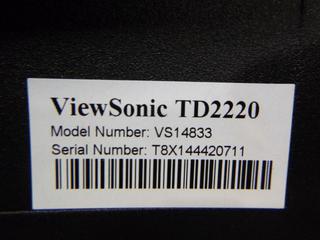 ViewSonic TD2220
Model Number: VS14833
Serial Number: T8X144420711